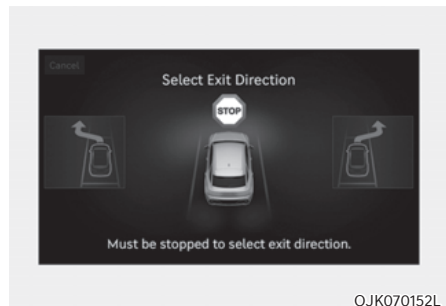 Cancel
Select Exit Direction
STOP
Must be stopped to select exit direction.
OJK070152L